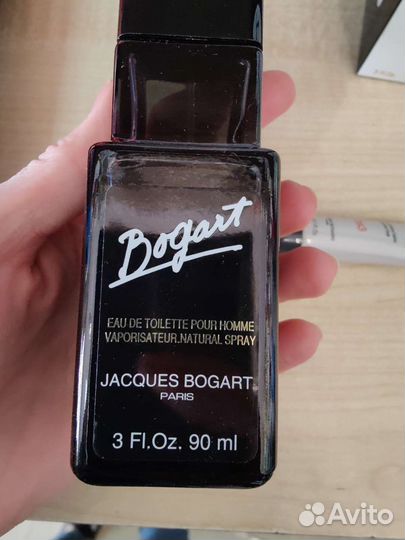 Bogart
EAU DE TOILETTE POUR HOMME
VAPORISATEUR.NATURAL SPRAY
JACQUES BOGART
PARIS
3 Fl.Oz. 90 ml
Avito